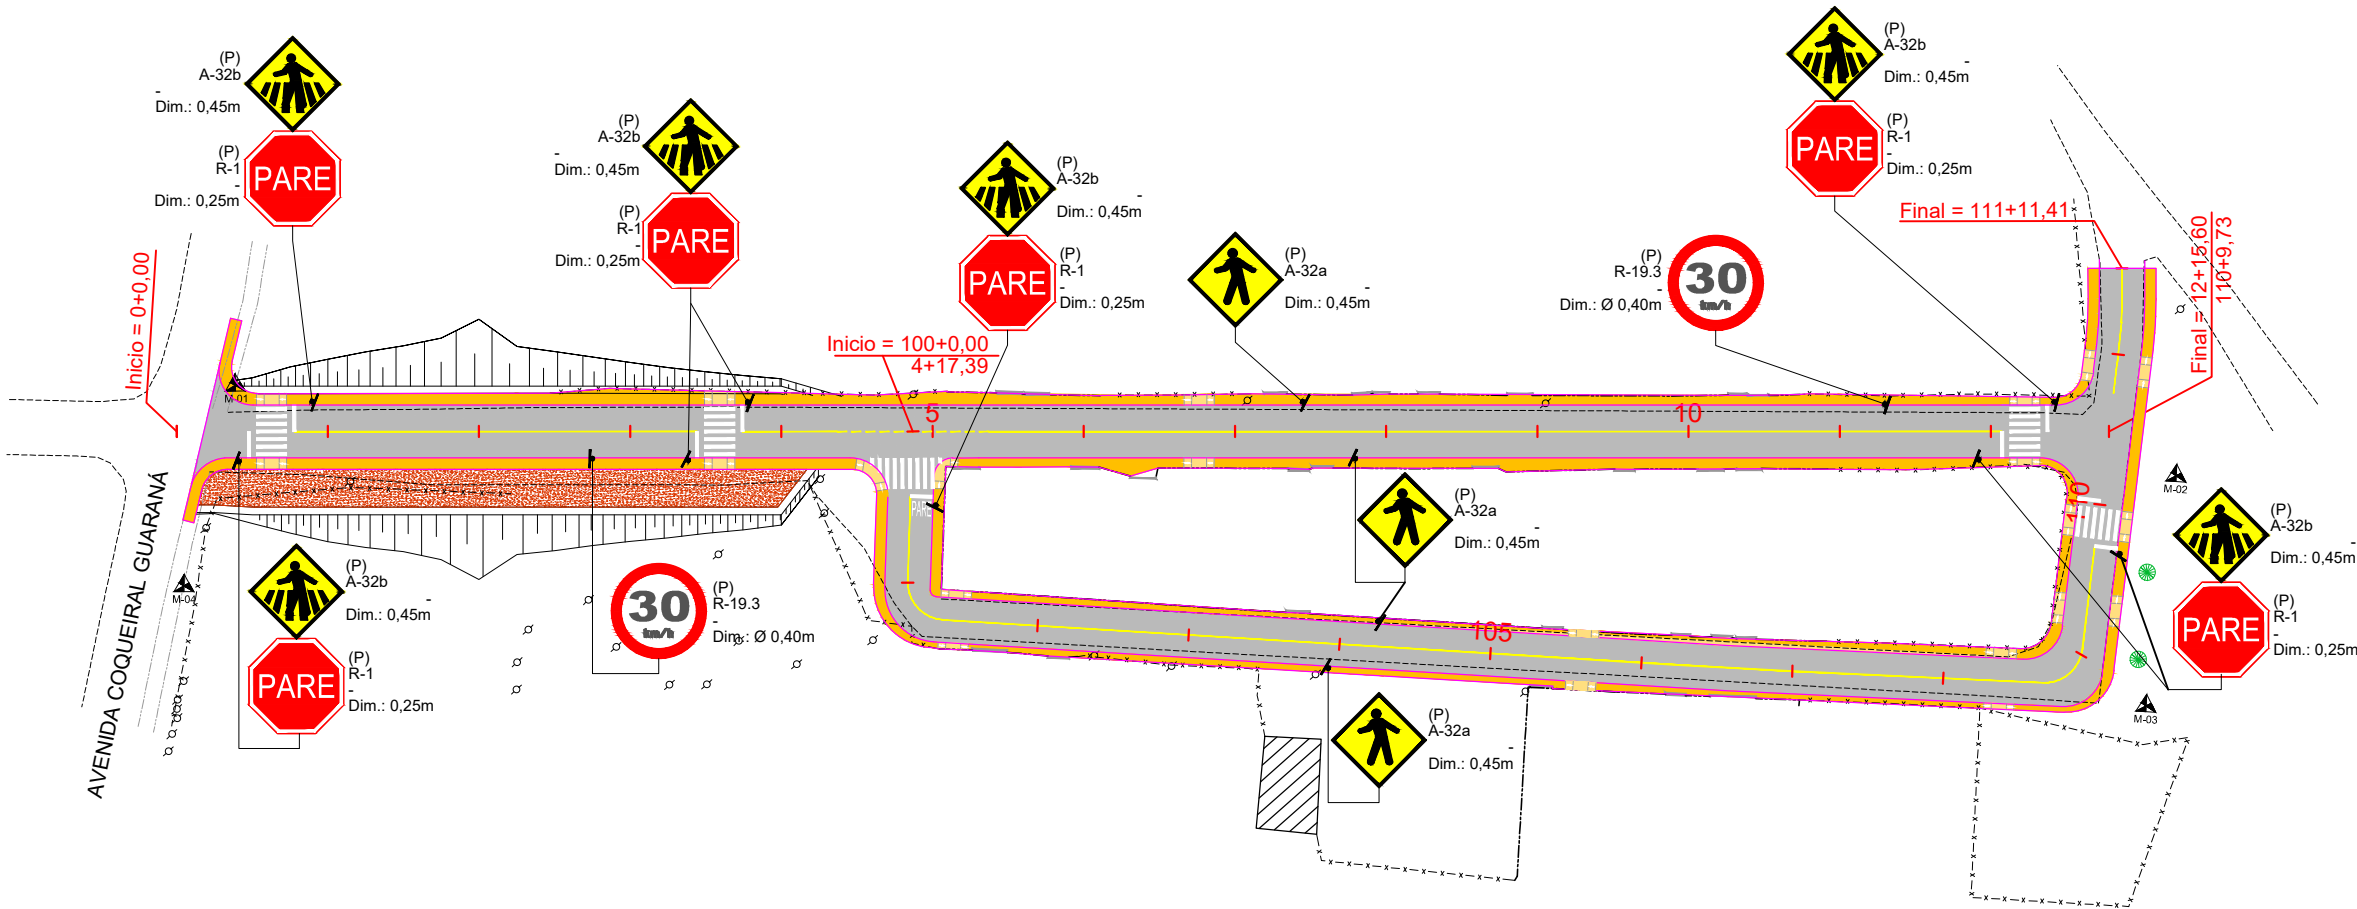 (P)
A-32b
-
Dim.: 0,45m
(P)
R-1
-
Dim.: 0,25m
PARE
(P)
A-32b
-
Dim.: 0,45m
(P)
R-1
-
Dim.: 0,25m
PARE
(P)
A-32b
-
Dim.: 0,45m
PARE
(P)
R-1
-
Dim.: 0,25m
(P)
A-32a
-
Dim.: 0,45m
(P)
R-19.3
-
Dim.: Ø 0,40m
30
km/h
(P)
A-32b
-
Dim.: 0,45m
PARE
(P)
R-1
-
Dim.: 0,25m
Início = 0+0,00
Início = 100+0,00
4+17,39
Final = 111+11,41
Final = 12+15,60
110+9,73
M-01
5
10
PARE
110
M-02
AVENIDA COQUEIRAL GUARANÁ
M-04
(P)
A-32b
-
Dim.: 0,45m
PARE
(P)
R-1
-
Dim.: 0,25m
30
km/h
(P)
R-19.3
-
Dim.: Ø 0,40m
(P)
A-32a
-
Dim.: 0,45m
105
(P)
A-32a
-
Dim.: 0,45m
(P)
A-32b
-
Dim.: 0,45m
PARE
(P)
R-1
-
Dim.: 0,25m
M-03